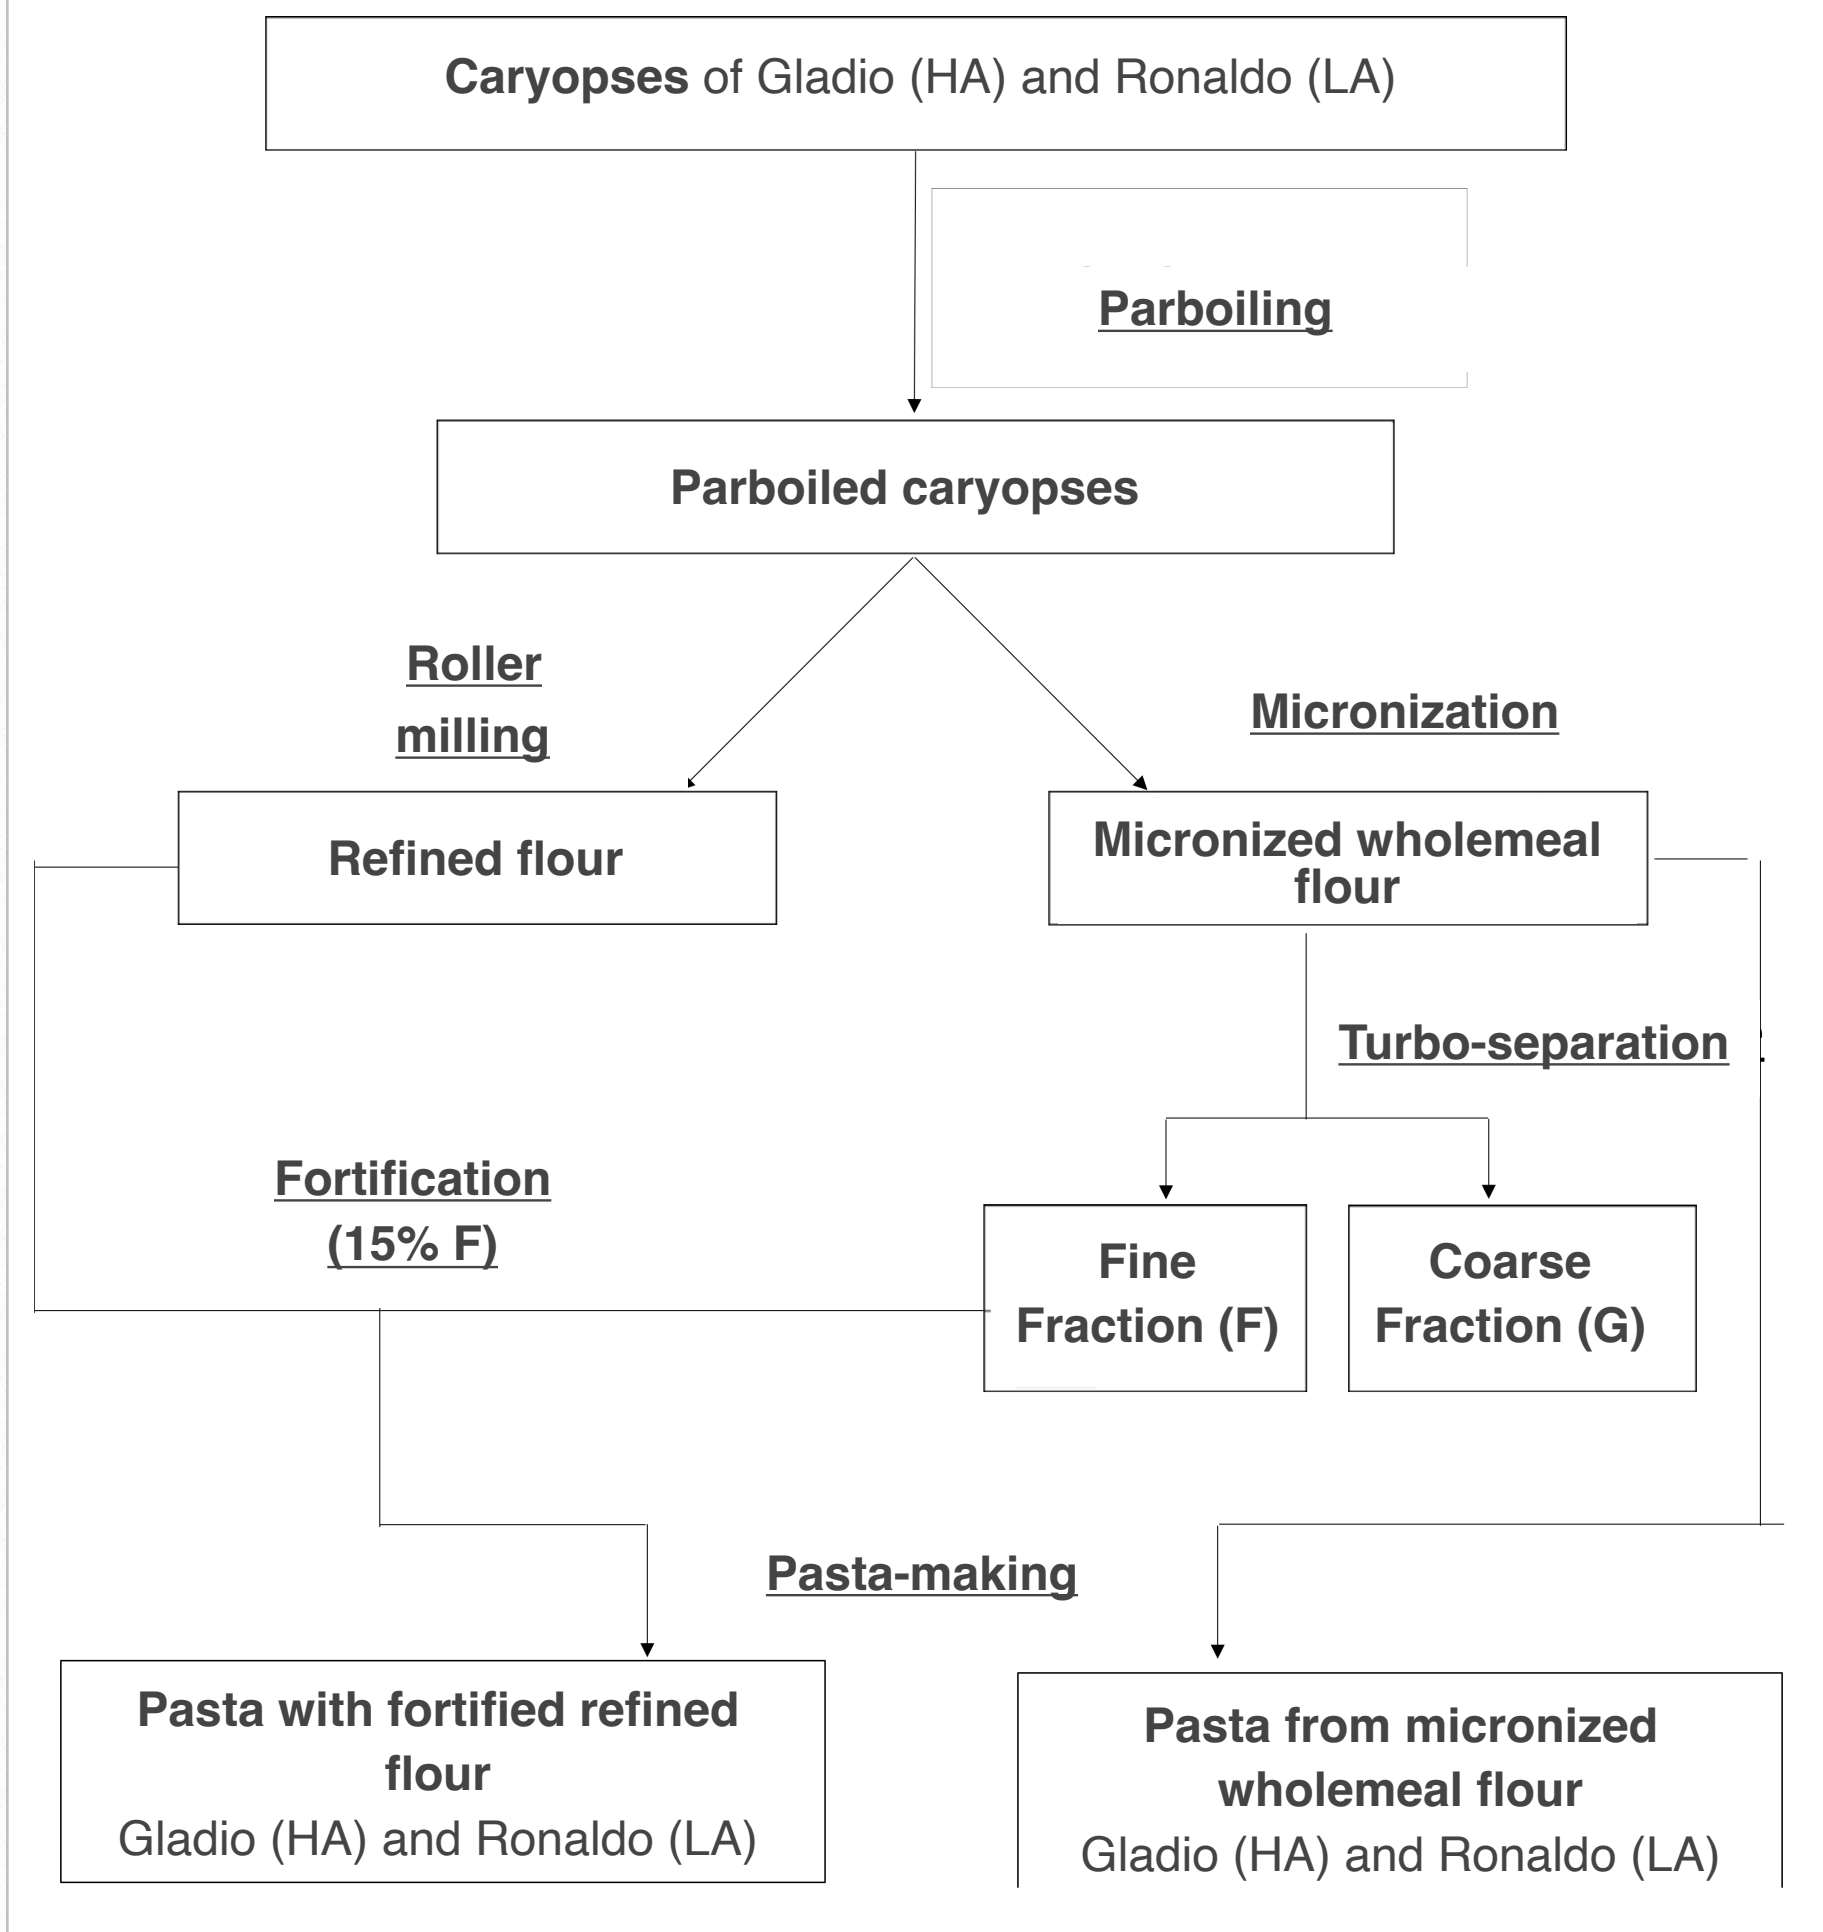 Caryopses of Gladio (HA) and Ronaldo (LA)
Parboiling
Parboiled caryopses
Roller
milling
Micronization
Refined flour
Micronized wholemeal
flour
Turbo-separation
Fortification
(15% F)
Fine
Fraction (F)
Coarse
Fraction (G)
Pasta-making
Pasta with fortified refined
flour
Gladio (HA) and Ronaldo (LA)
Pasta from micronized
wholemeal flour
Gladio (HA) and Ronaldo (LA)